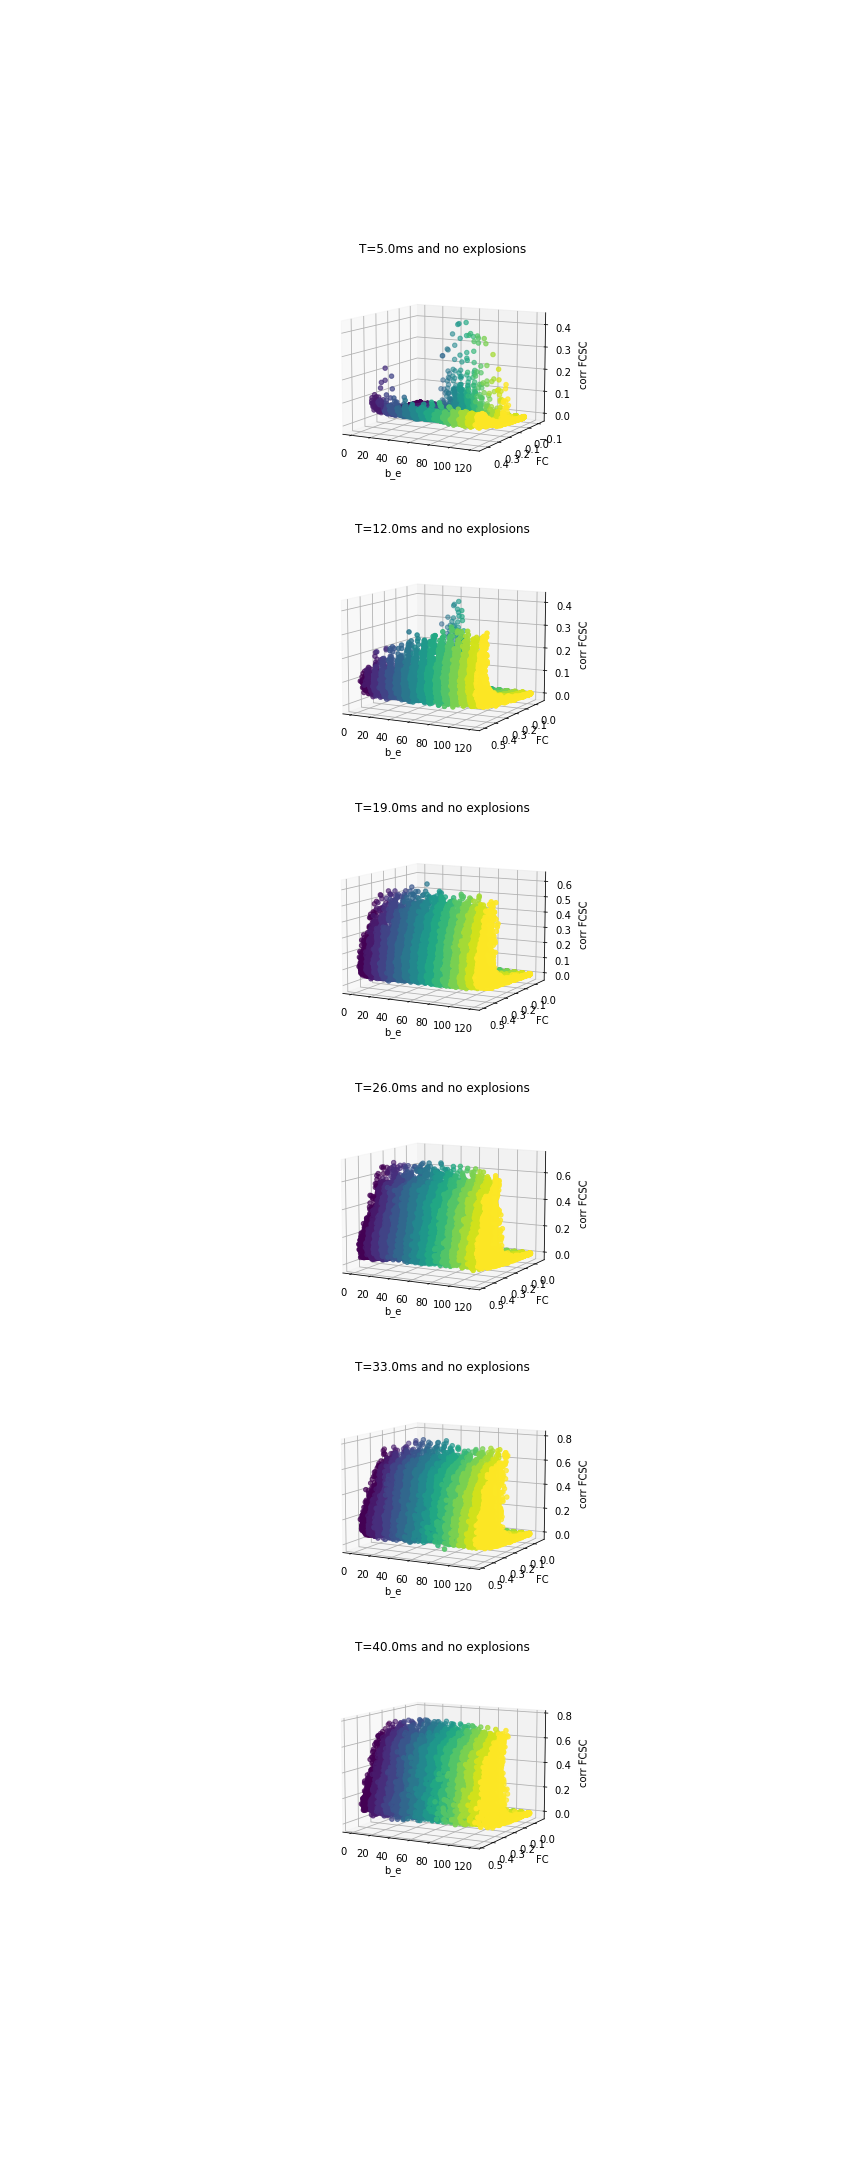 T=5.0ms and no explosions
0.4
0.3
0.2
0.1
0.0
corr FCSC
0 20 40 60 80 100 120
b_e
0.4 0.3 0.2 0.1 0.0 −0.1
FC
T=12.0ms and no explosions
0.4
0.3
0.2
0.1
0.0
corr FCSC
0 20 40 60 80 100 120
b_e
0.5 0.4 0.3 0.2 0.1 0.0
FC
T=19.0ms and no explosions
0.6
0.5
0.4
0.3
0.2
0.1
0.0
corr FCSC
0 20 40 60 80 100 120
b_e
0.5 0.4 0.3 0.2 0.1 0.0
FC
T=26.0ms and no explosions
0.6
0.4
0.2
0.0
corr FCSC
0 20 40 60 80 100 120
b_e
0.5 0.4 0.3 0.2 0.1 0.0
FC
T=33.0ms and no explosions
0.8
0.6
0.4
0.2
0.0
corr FCSC
0 20 40 60 80 100 120
b_e
0.5 0.4 0.3 0.2 0.1 0.0
FC
T=40.0ms and no explosions
0.8
0.6
0.4
0.2
0.0
corr FCSC
0 20 40 60 80 100 120
b_e
0.5 0.4 0.3 0.2 0.1 0.0
FC